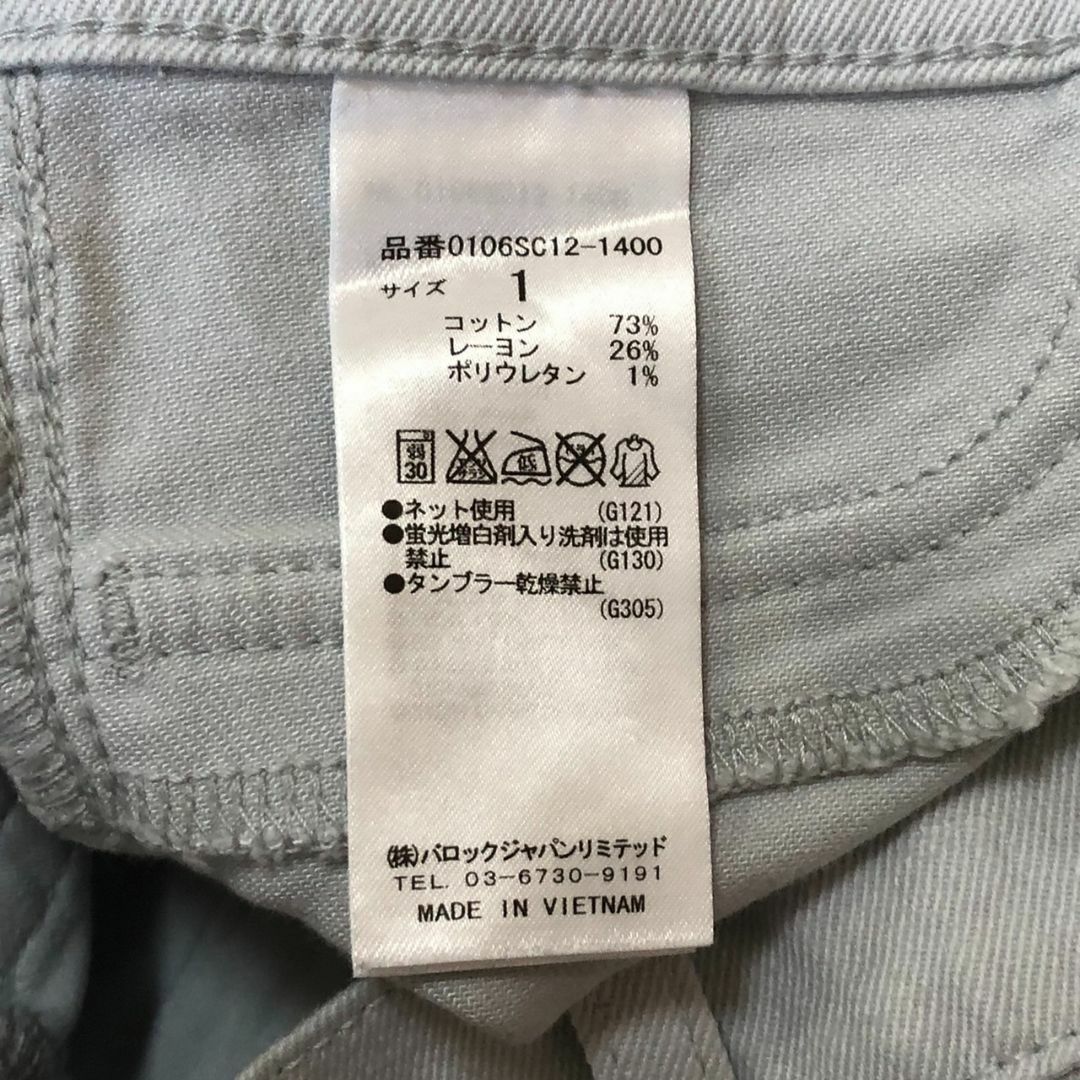 品番0106SC12-1400
サイズ 1
コットン 73%
レーヨン 26%
ポリウレタン 1%
弱 30 低
●ネット使用 (G121)
●蛍光増白剤入り洗剤は使用
禁止 (G130)
●タンブラー乾燥禁止
(G305)
(株)バロックジャパンリミテッド
TEL. 03-6730-9191
MADE IN VIETNAM